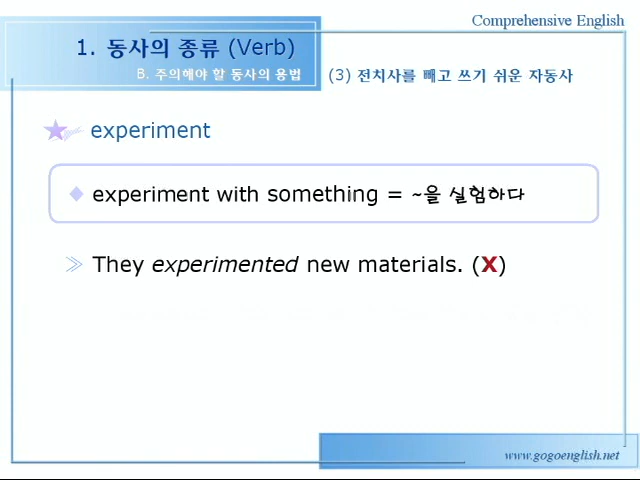 Comprehensive English
1. 동사의 종류 (Verb)
B. 주의해야 할 동사의 용법
(3) 전치사를 빼고 쓰기 쉬운 자동사
experiment
experiment with something = ~을 실험하다
They experimented new materials. (X)
www.gogoenglish.net